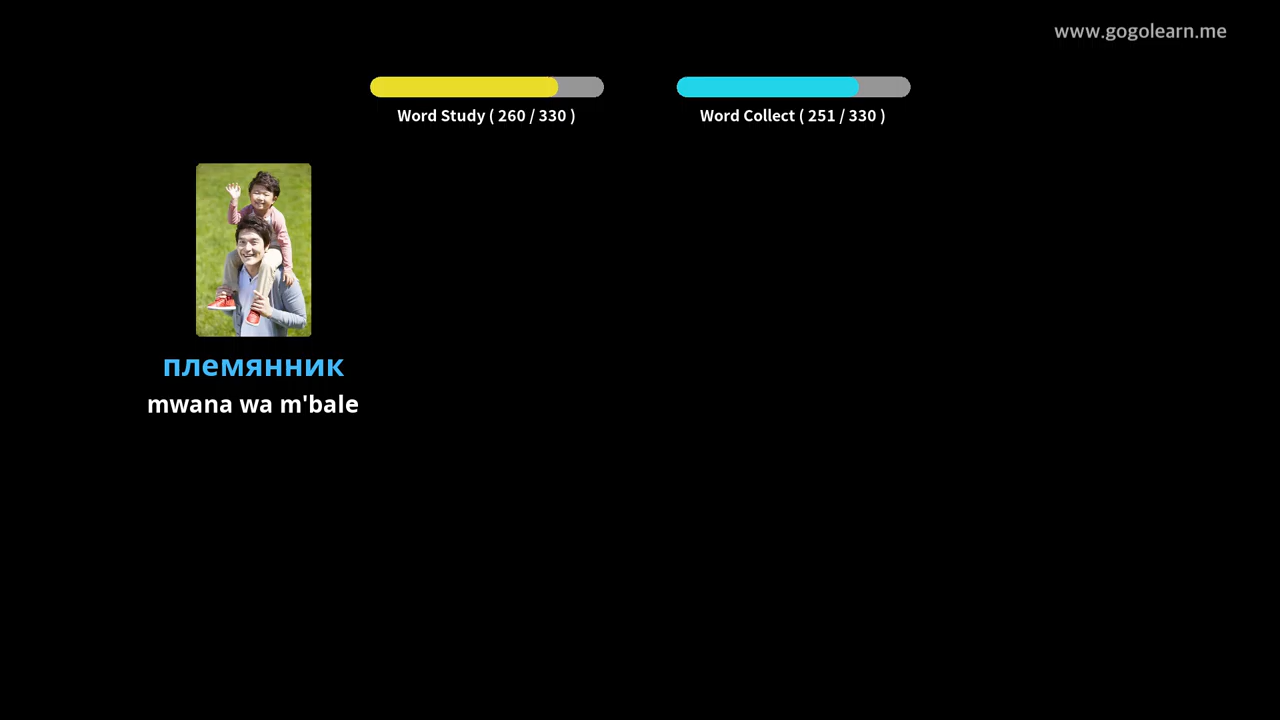 www.gogolearn.me
Word Study ( 260 / 330 )
Word Collect ( 251 / 330 )
племянник
mwana wa m'bale